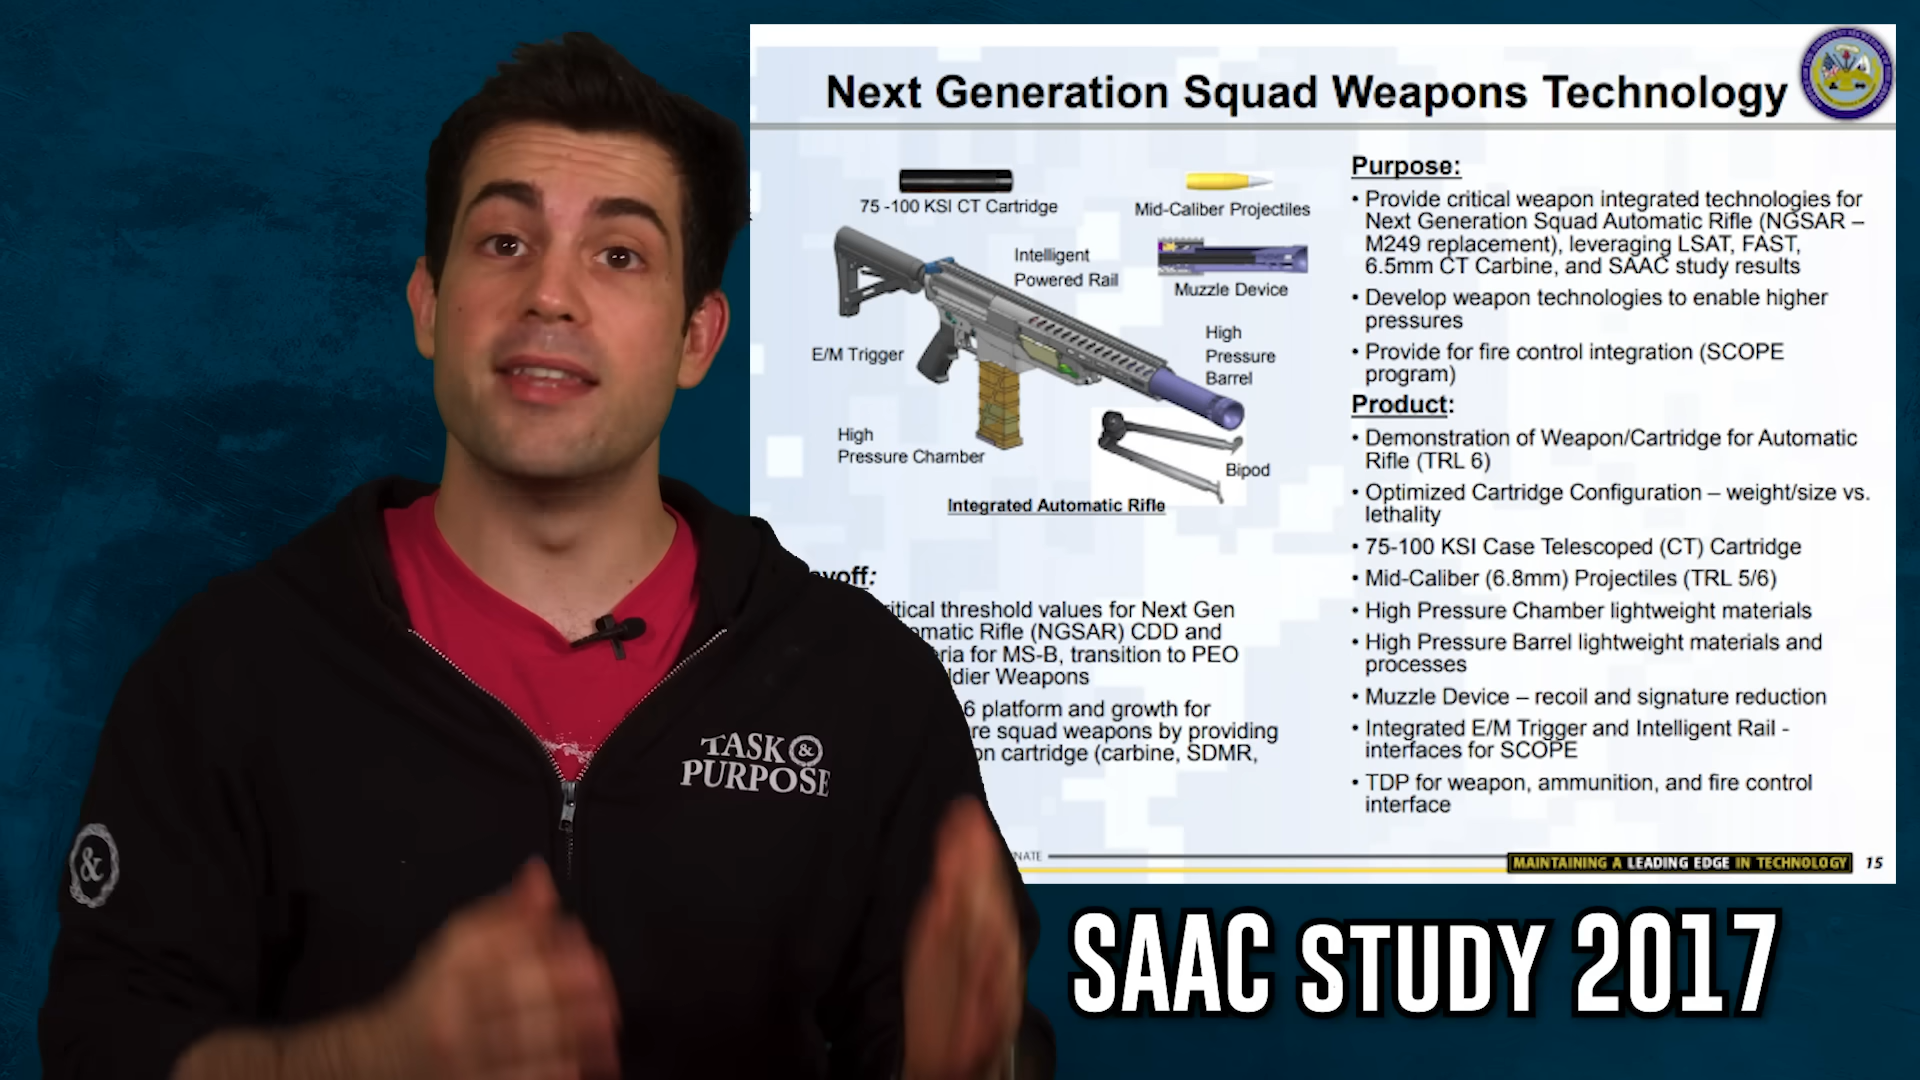 Next Generation Squad Weapons Technology
75 -100 KSI CT Cartridge
Mid-Caliber Projectiles
Intelligent
Powered Rail
Muzzle Device
E/M Trigger
High
Pressure
Barrel
High
Pressure Chamber
Bipod
Integrated Automatic Rifle
yoff:
itical threshold values for Next Gen
omatic Rifle (NGSAR) CDD and
ria for MS-B, transition to PEO
ldier Weapons
6 platform and growth for
re squad weapons by providing
on cartridge (carbine, SDMR,
Purpose:
• Provide critical weapon integrated technologies for
Next Generation Squad Automatic Rifle (NGSAR –
M249 replacement), leveraging LSAT, FAST,
6.5mm CT Carbine, and SAAC study results
• Develop weapon technologies to enable higher
pressures
• Provide for fire control integration (SCOPE
program)
Product:
• Demonstration of Weapon/Cartridge for Automatic
Rifle (TRL 6)
• Optimized Cartridge Configuration – weight/size vs.
lethality
• 75-100 KSI Case Telescoped (CT) Cartridge
• Mid-Caliber (6.8mm) Projectiles (TRL 5/6)
• High Pressure Chamber lightweight materials
• High Pressure Barrel lightweight materials and
processes
• Muzzle Device – recoil and signature reduction
• Integrated E/M Trigger and Intelligent Rail -
interfaces for SCOPE
• TDP for weapon, ammunition, and fire control
interface
NATE
MAINTAINING A LEADING EDGE IN TECHNOLOGY
15
TASK &
PURPOSE
&
SAAC STUDY 2017